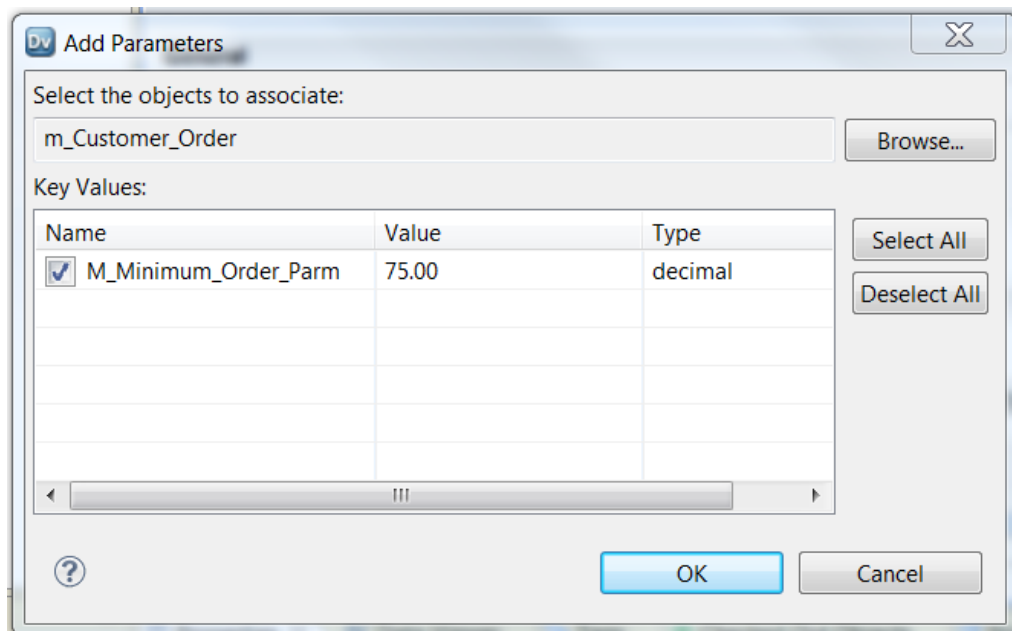 Dv Add Parameters
Select the objects to associate:
m_Customer_Order
Browse...
Key Values:
Name Value Type
Select All
M_Minimum_Order_Parm 75.00 decimal
Deselect All
?
OK Cancel